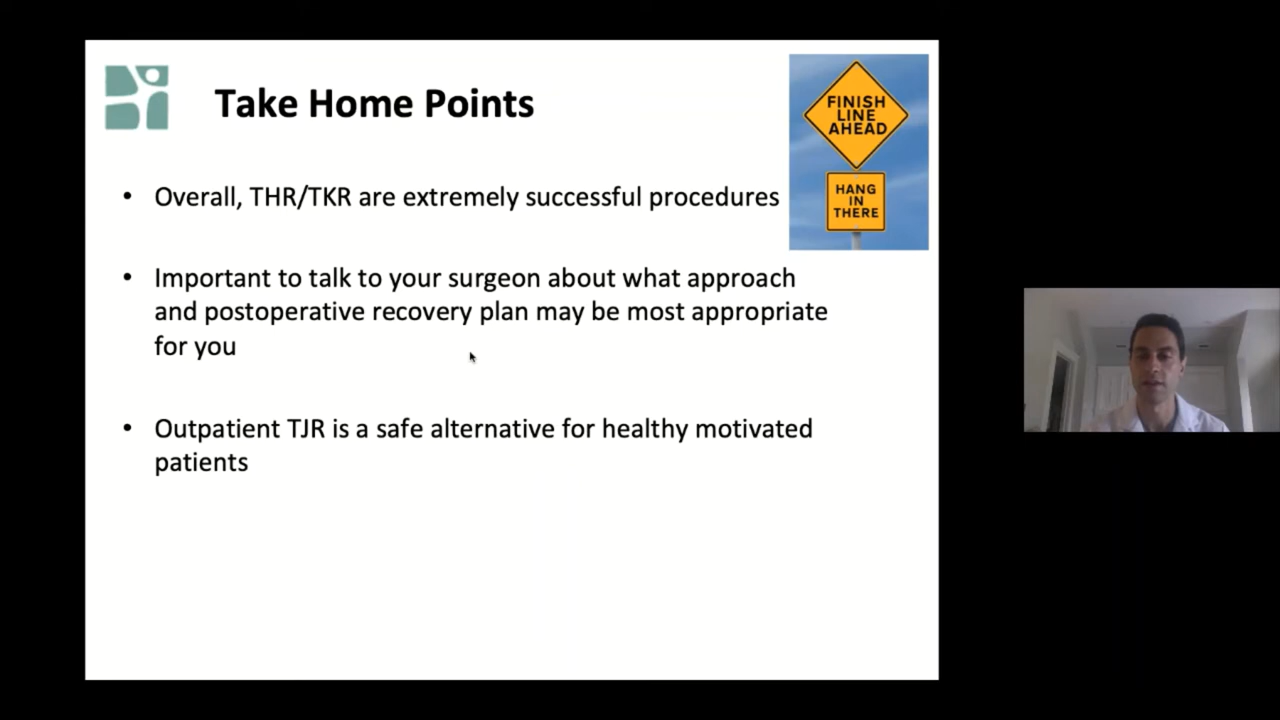 Take Home Points
FINISH
LINE
AHEAD
HANG
IN
THERE
• Overall, THR/TKR are extremely successful procedures
• Important to talk to your surgeon about what approach
and postoperative recovery plan may be most appropriate
for you
• Outpatient TJR is a safe alternative for healthy motivated
patients